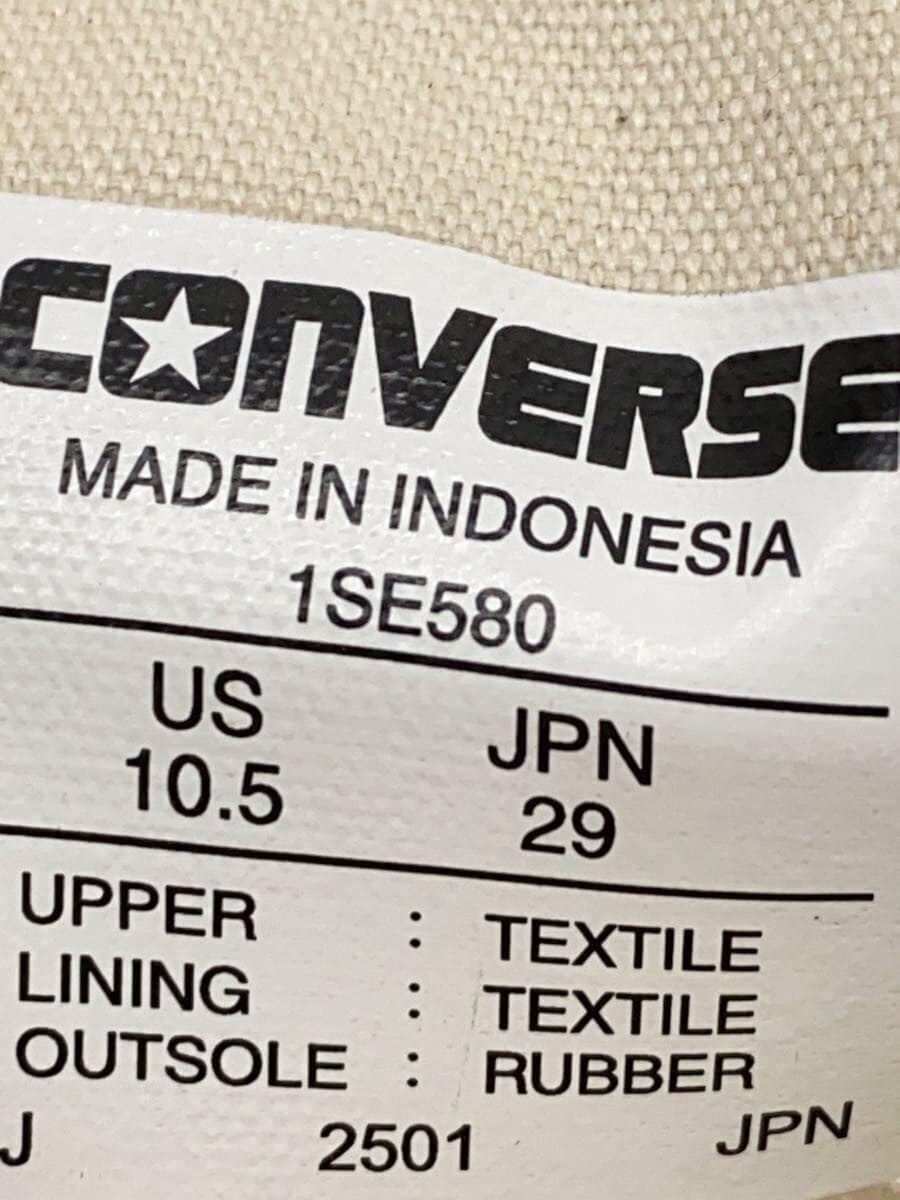 CONVERSE
MADE IN INDONESIA
1SE580
US JPN
10.5 29
UPPER : TEXTILE
LINING : TEXTILE
OUTSOLE : RUBBER
J 2501 JPN